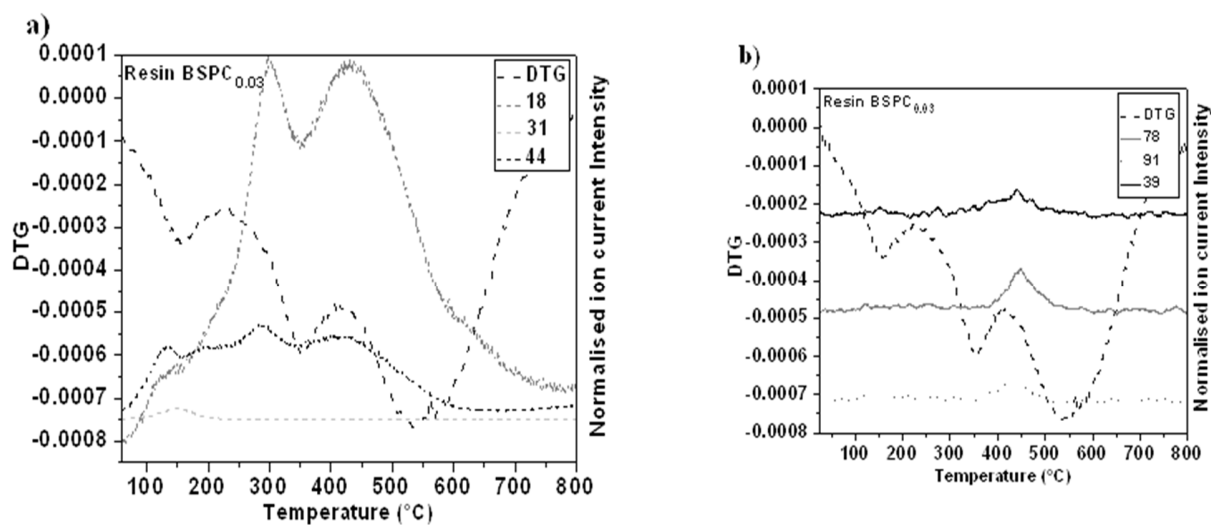 a)
0.0001
0.0000
-0.0001
-0.0002
-0.0003
-0.0004
-0.0005
-0.0006
-0.0007
-0.0008
DTG
Resin BSPC0.03
DTG
18
31
44
100 200 300 400 500 600 700 800
Temperature (°C)
Normalised ion current Intensity
b)
0.0001
0.0000
-0.0001
-0.0002
-0.0003
-0.0004
-0.0005
-0.0006
-0.0007
-0.0008
DTG
Resin BSPC0.03
DTG
78
91
39
100 200 300 400 500 600 700 800
Temperature (°C)
Normalised ion current Intensity